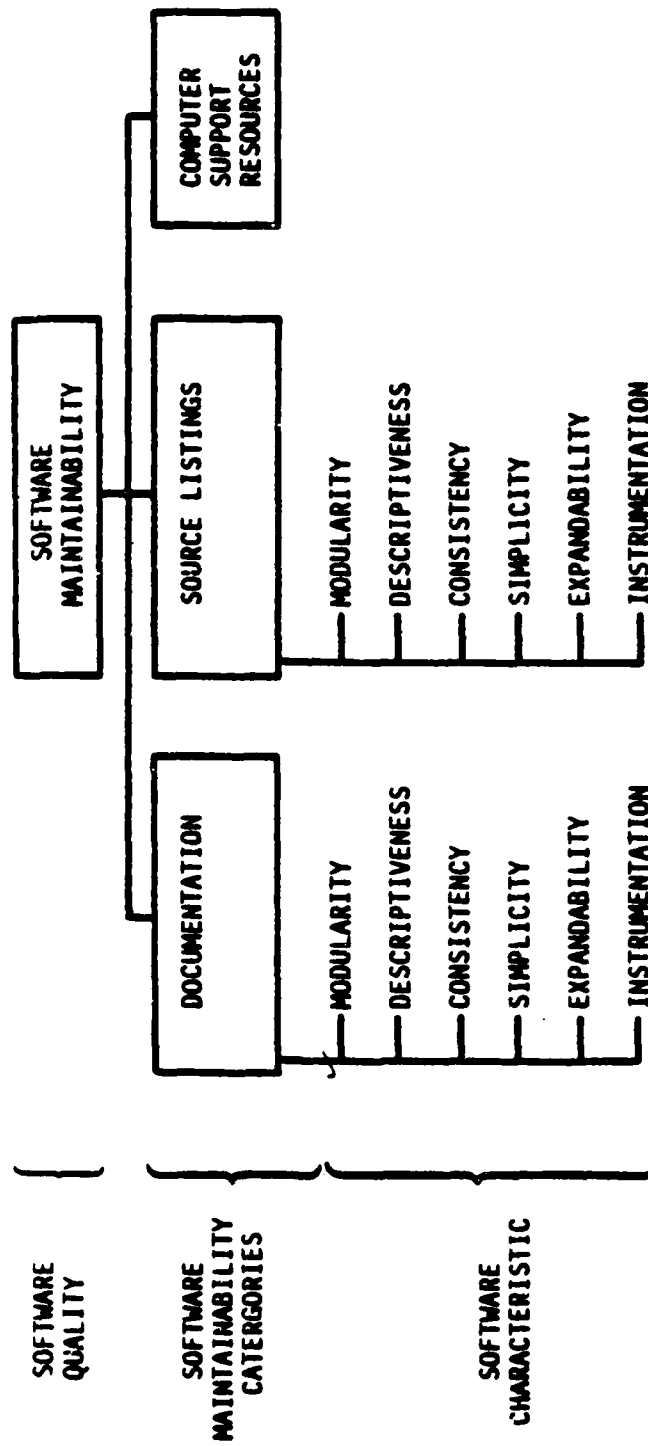 SOFTWARE
QUALITY
SOFTWARE
MAINTAINABILITY
SOFTWARE
MAINTAINABILITY
CATERGORIES
DOCUMENTATION
SOURCE LISTINGS
COMPUTER
SUPPORT
RESOURCES
SOFTWARE
CHARACTERISTIC
MODULARITY
DESCRIPTIVENESS
CONSISTENCY
SIMPLICITY
EXPANDABILITY
INSTRUMENTATION
MODULARITY
DESCRIPTIVENESS
CONSISTENCY
SIMPLICITY
EXPANDABILITY
INSTRUMENTATION